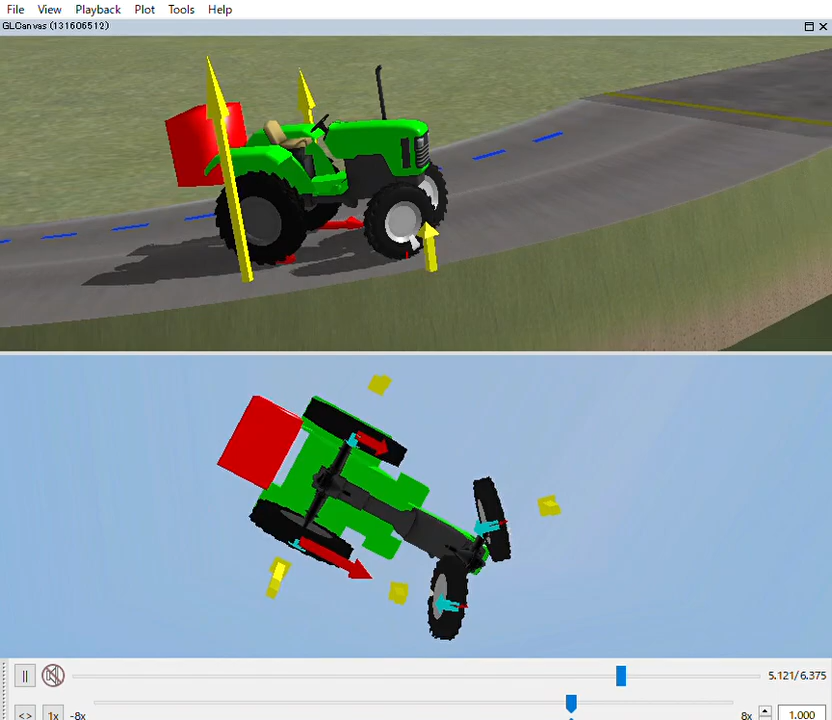 File View Playback Plot Tools Help
GLCanvas (131606512)
5.121/6.375
<> 1x -8x 8x 1.000